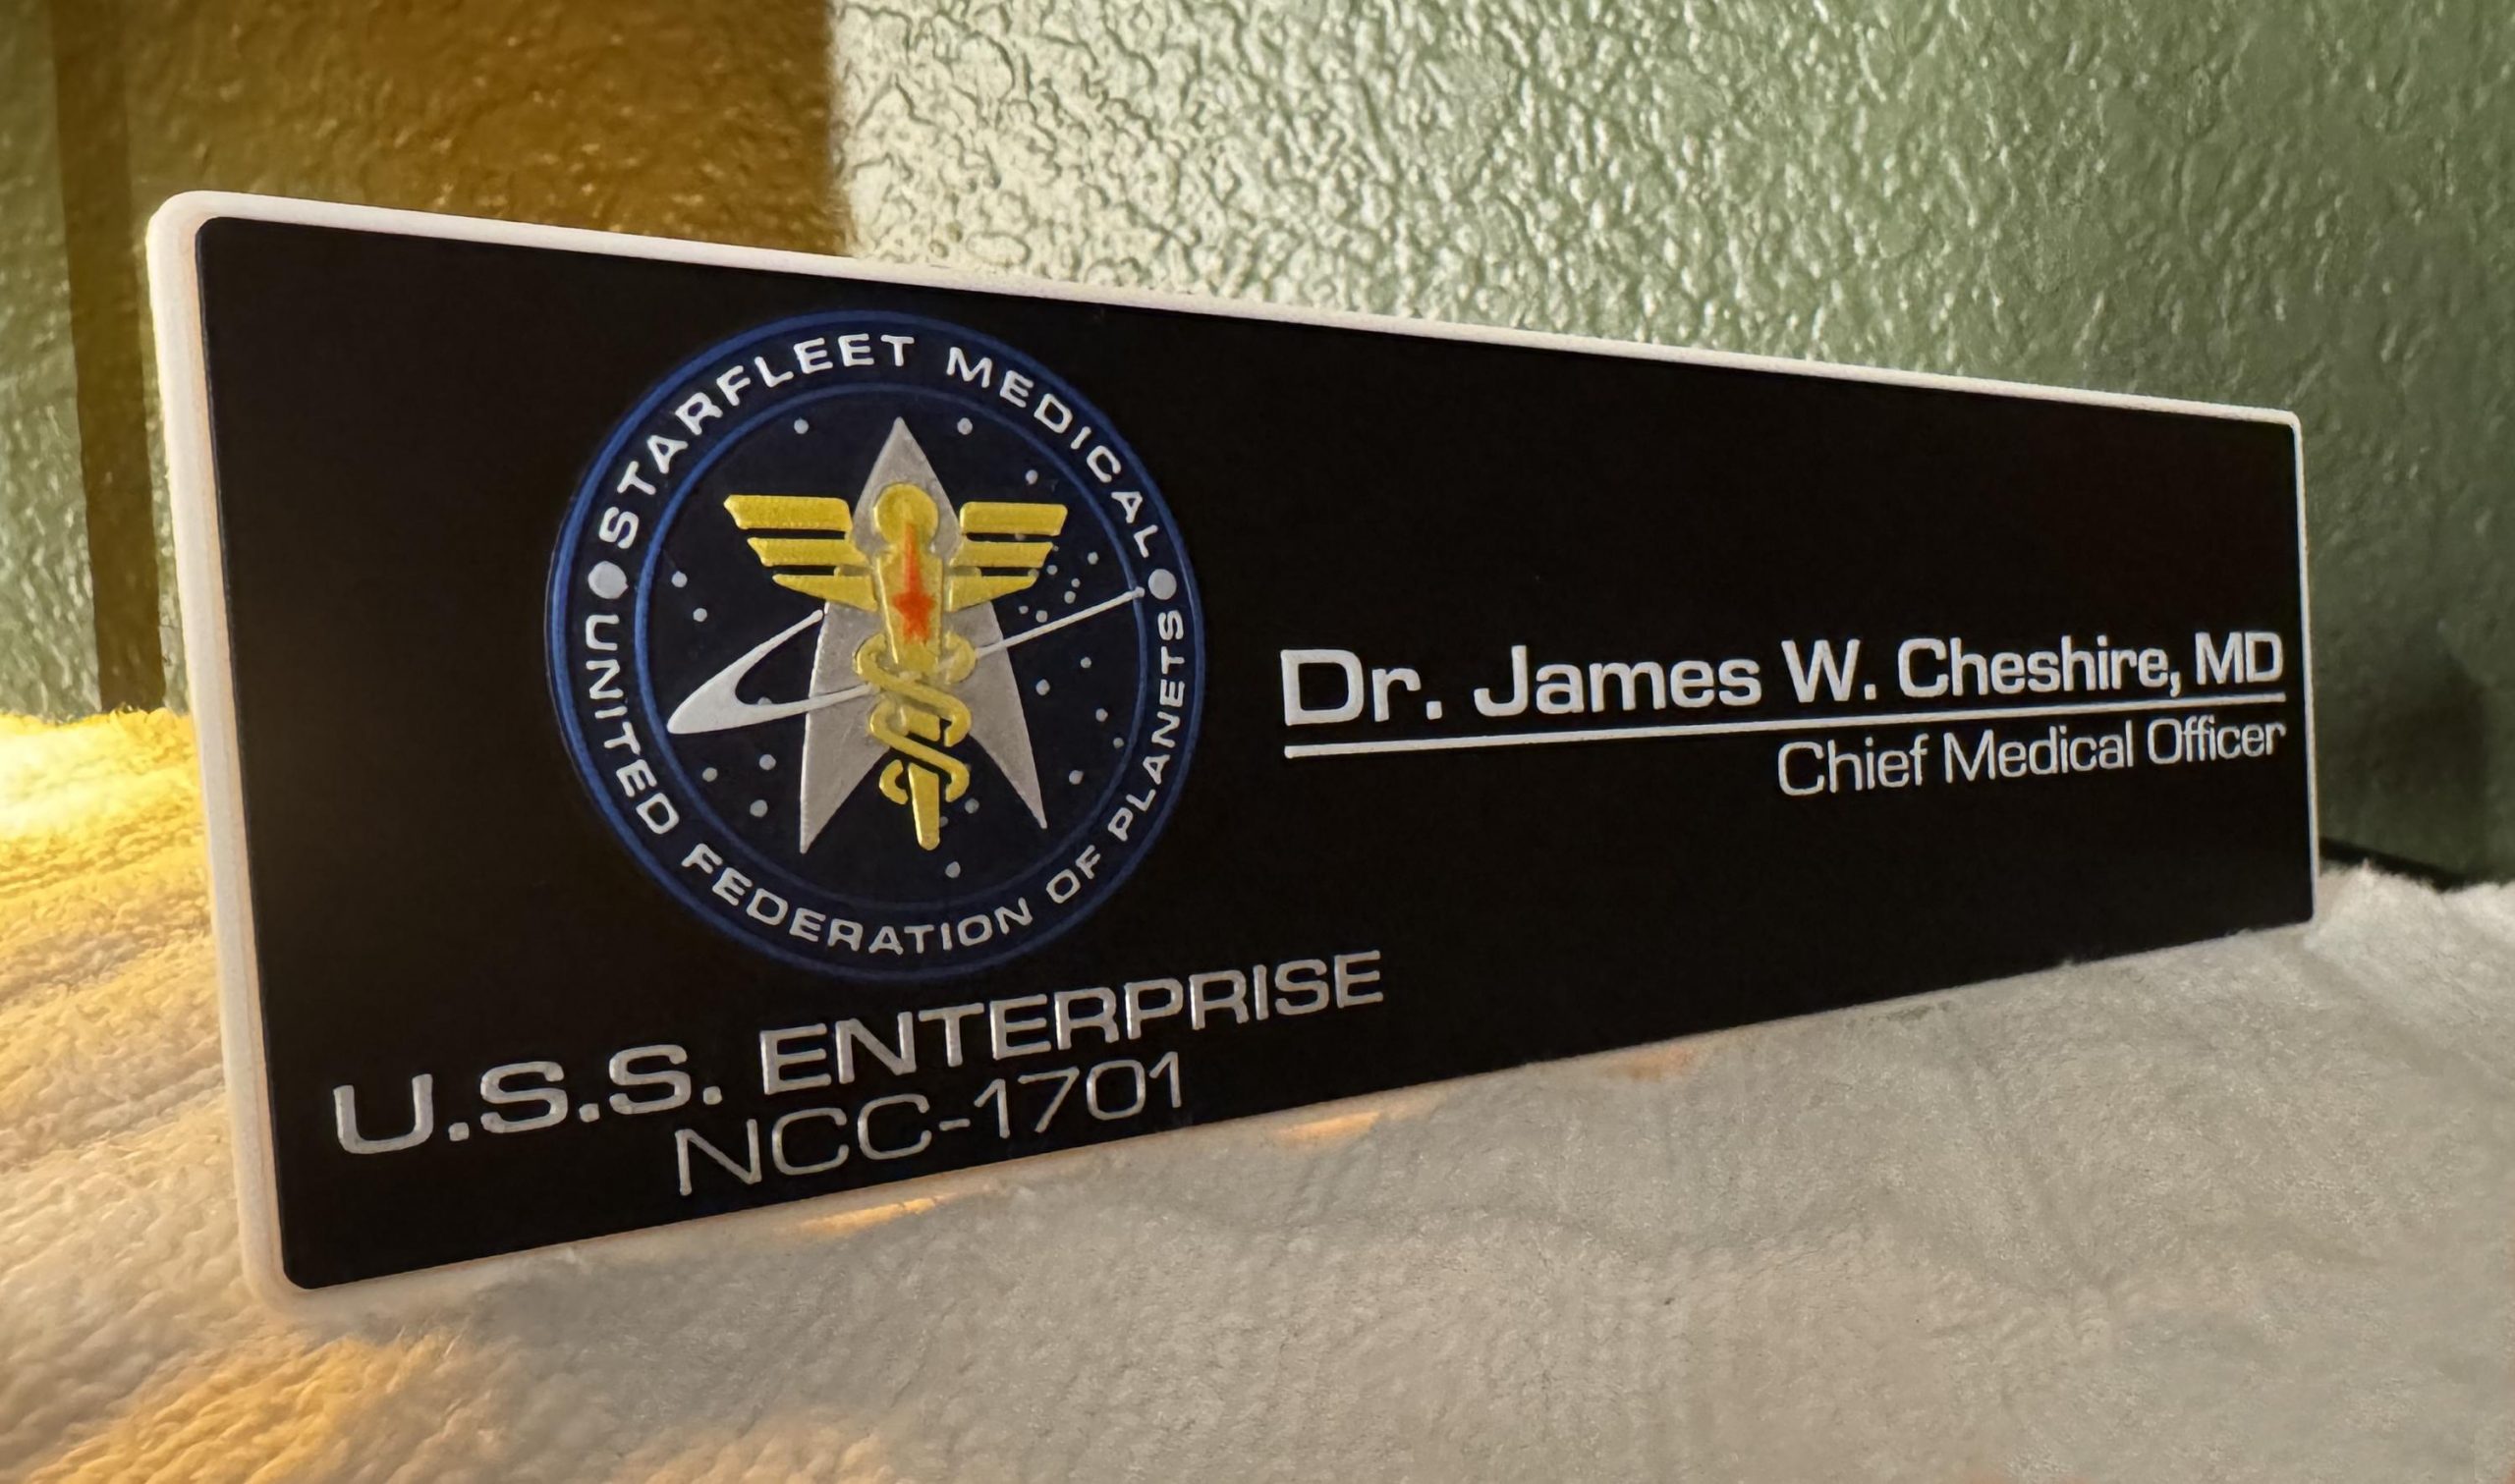 STARFLEET MEDICAL
UNITED FEDERATION OF PLANETS
U.S.S. ENTERPRISE
NCC-1701
Dr. James W. Cheshire, MD
Chief Medical Officer